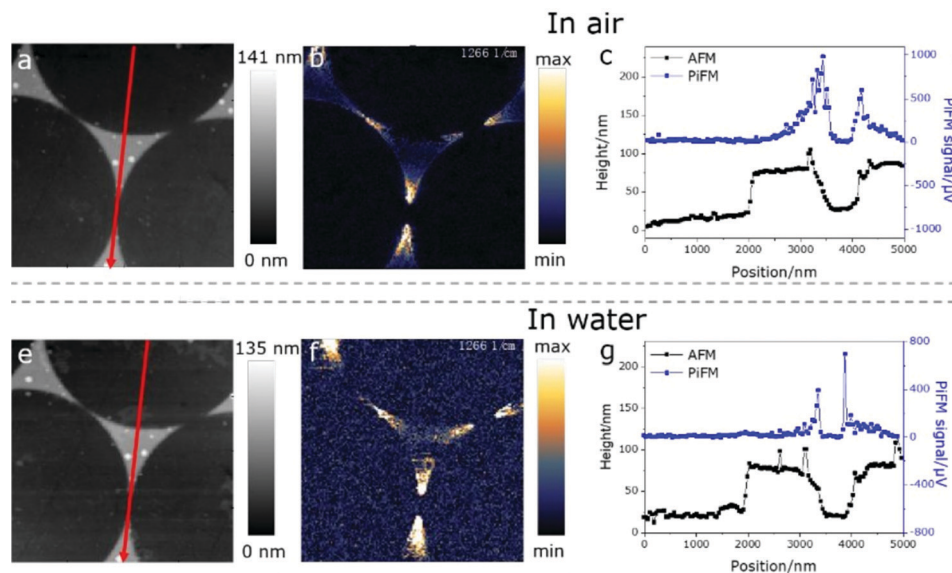 In air
a
141 nm
0 nm
b
1266 1/cm
max
min
c
AFM
PiFM
Height/nm
200
150
100
50
0
0 1000 2000 3000 4000 5000
Position/nm
1000
500
0
-500
-1000
PiFM signal/µV
In water
e
135 nm
0 nm
f
1266 1/cm
max
min
g
AFM
PiFM
Height/nm
200
150
100
50
0
0 1000 2000 3000 4000 5000
Position/nm
800
400
0
-400
-800
PiFM signal/µV